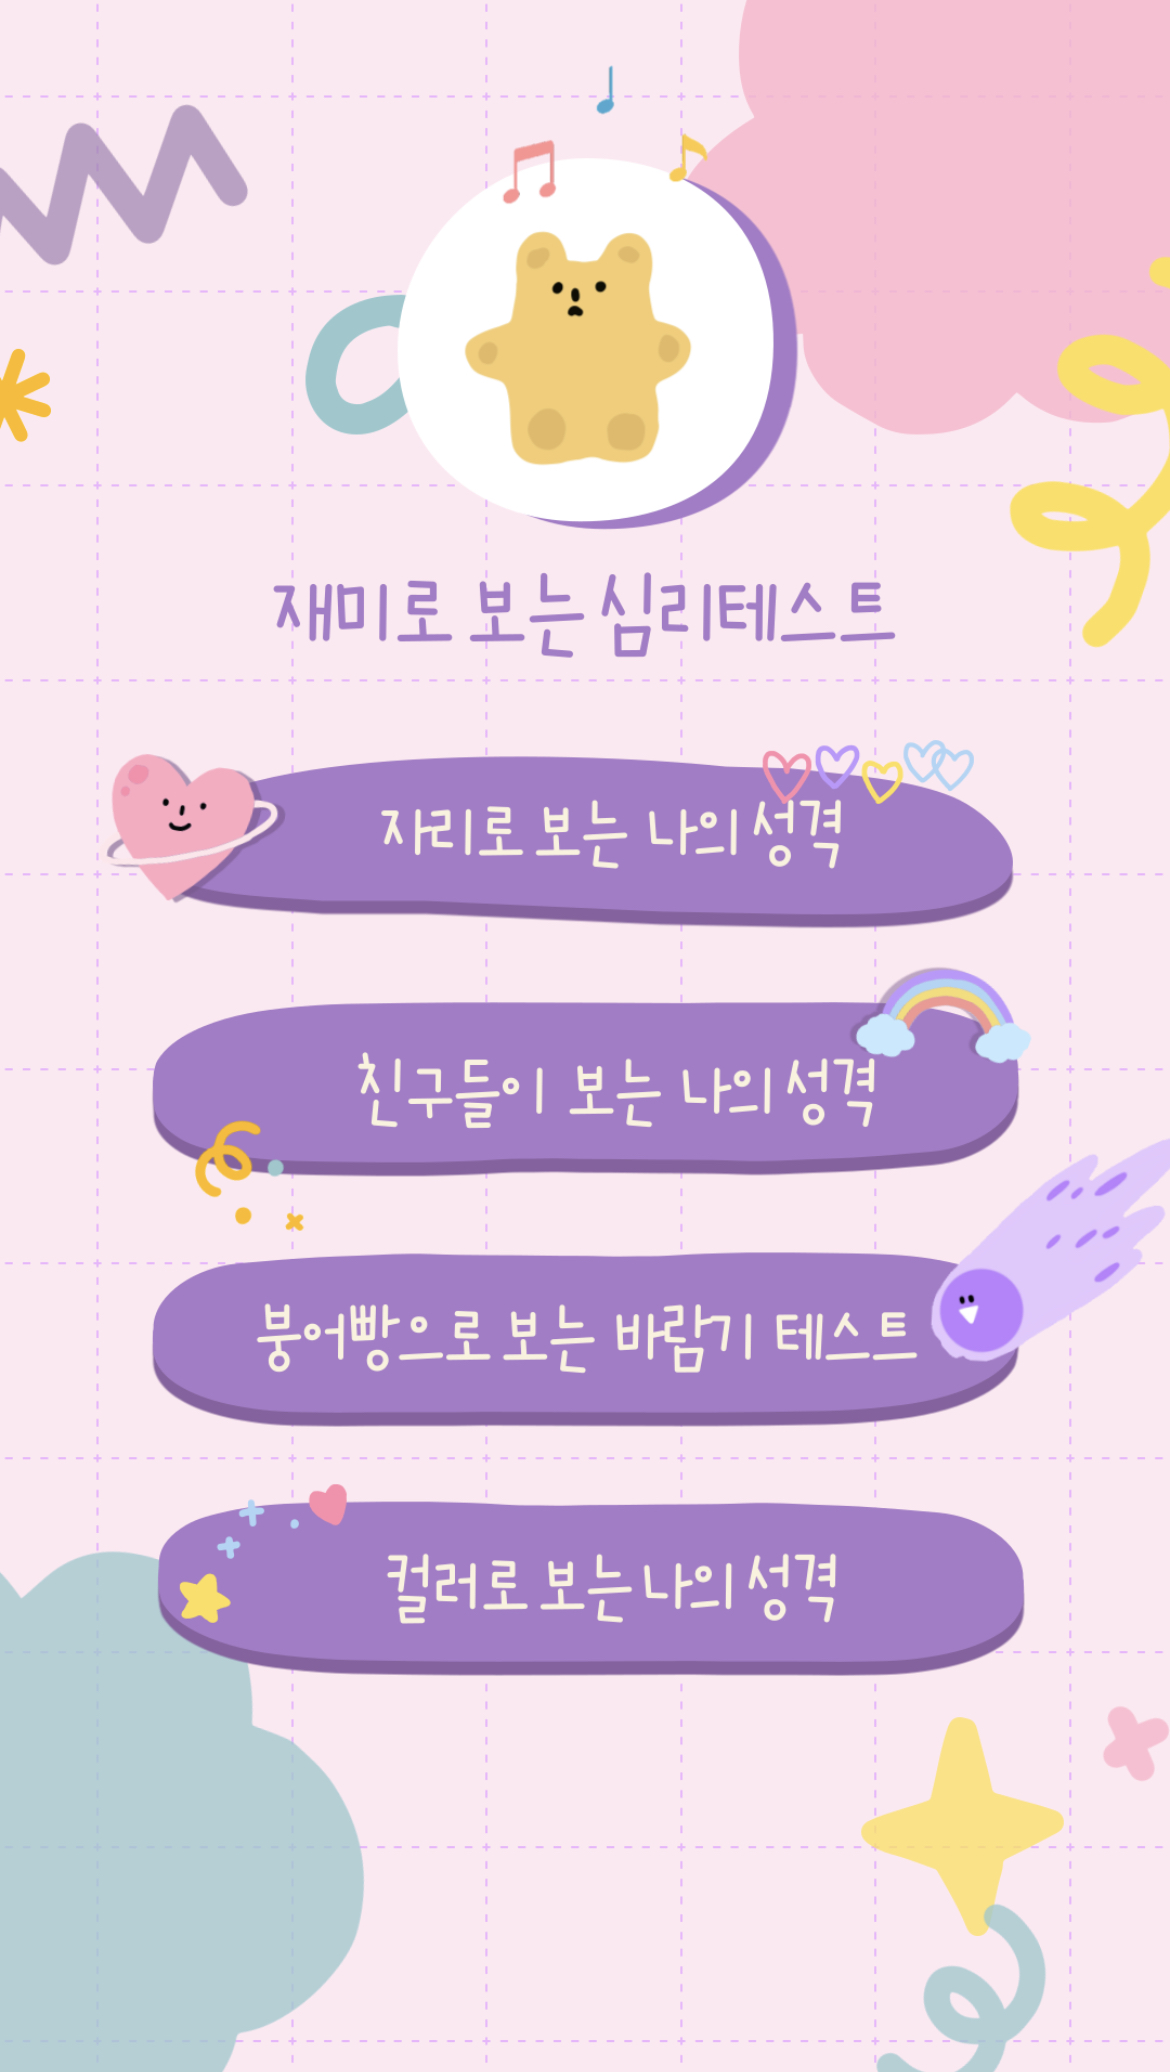 재미로 보는 심리테스트
자리로 보는 나의 성격
친구들이 보는 나의 성격
붕어빵으로 보는 바람기 테스트
컬러로 보는 나의 성격